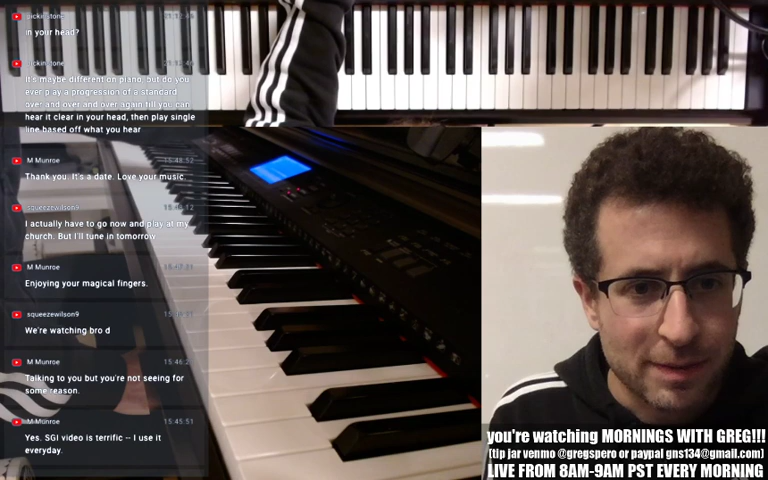 in your head?
It's maybe different on piano, but do you
ever play a progression of a standard
over and over and over again till you can
hear it clear in your head, then play single
line based off what you hear
M Munroe 15:48:52
Thank you. It's a date. Love your music.
squeezewilson9
I actually have to go now and play at my
church. But I'll tune in tomorrow
M Munroe
Enjoying your magical fingers.
squeezewilson9
We're watching bro d
M Munroe
Talking to you but you're not seeing for
some reason.
M Munroe 15:45:51
Yes. SGI video is terrific -- I use it
everyday.
you're watching MORNINGS WITH GREG!!!
(tip jar venmo @gregspero or paypal gns134@gmail.com)
LIVE FROM 8AM-9AM PST EVERY MORNING